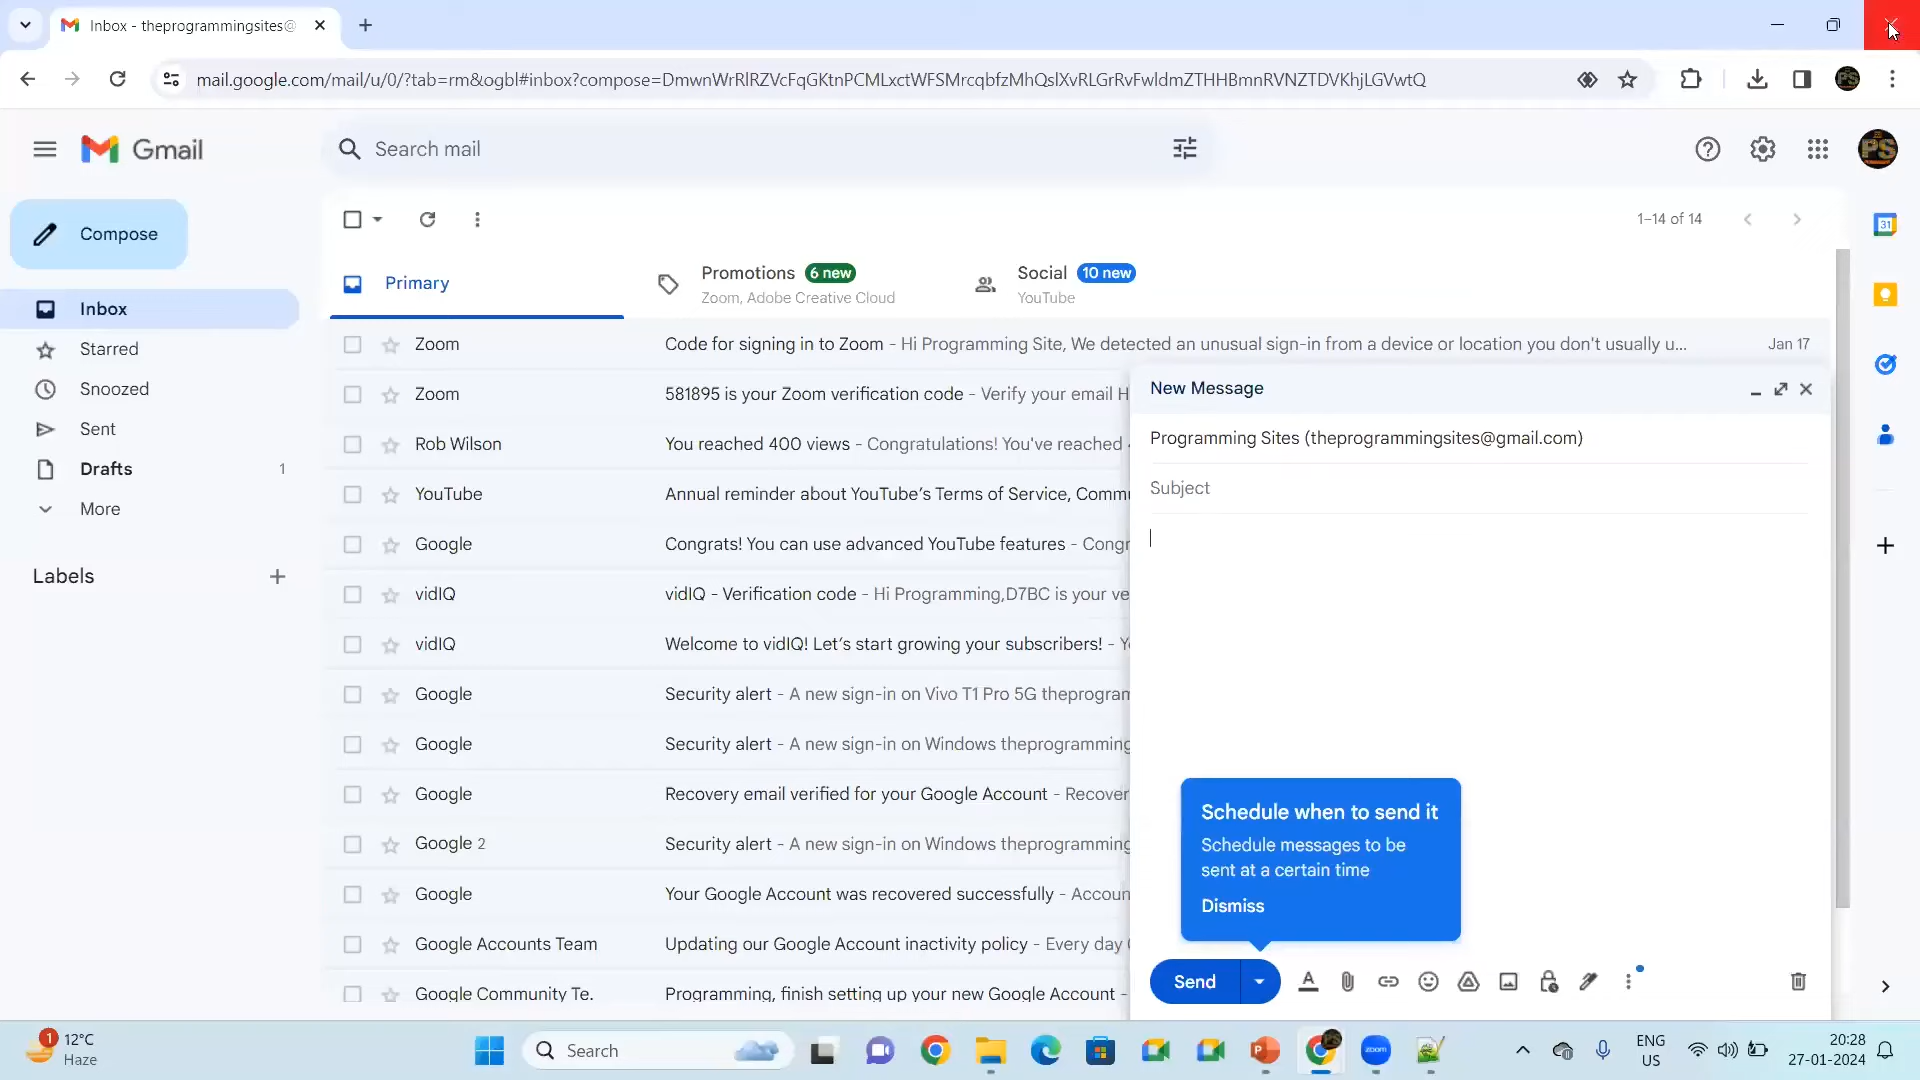 Inbox - theprogrammingsites@
mail.google.com/mail/u/0/?tab=rm&ogbl#inbox?compose=DmwnWrRlRZVcFqGKtnPCMLxctWFSMrcqbfzMhQslXvRLGrRvFwldmZTHHBmnRVNZTDVKhjLGVwtQ
Gmail
Search mail
PS
Compose
1–14 of 14
Inbox
Starred
Snoozed
Sent
Drafts 1
More
Labels
Primary
Promotions 6 new
Zoom, Adobe Creative Cloud
Social 10 new
YouTube
31
Zoom Code for signing in to Zoom - Hi Programming Site, We detected an unusual sign-in from a device or location you don't usually u... Jan 17
Zoom 581895 is your Zoom verification code - Verify your email H
Rob Wilson You reached 400 views - Congratulations! You've reached
YouTube Annual reminder about YouTube's Terms of Service, Commu
Google Congrats! You can use advanced YouTube features - Congr
vidIQ vidIQ - Verification code - Hi Programming,D7BC is your ve
vidIQ Welcome to vidIQ! Let's start growing your subscribers! - Y
Google Security alert - A new sign-in on Vivo T1 Pro 5G theprogram
Google Security alert - A new sign-in on Windows theprogramming
Google Recovery email verified for your Google Account - Recover
Google 2 Security alert - A new sign-in on Windows theprogramming
Google Your Google Account was recovered successfully - Accoun
Google Accounts Team Updating our Google Account inactivity policy - Every day
Google Community Te. Programming, finish setting up your new Google Account -
New Message
Programming Sites (theprogrammingsites@gmail.com)
Subject
Schedule when to send it
Schedule messages to be
sent at a certain time
Dismiss
Send
1
12°C
Haze
Search
zoom
ENG
US
20:28
27-01-2024